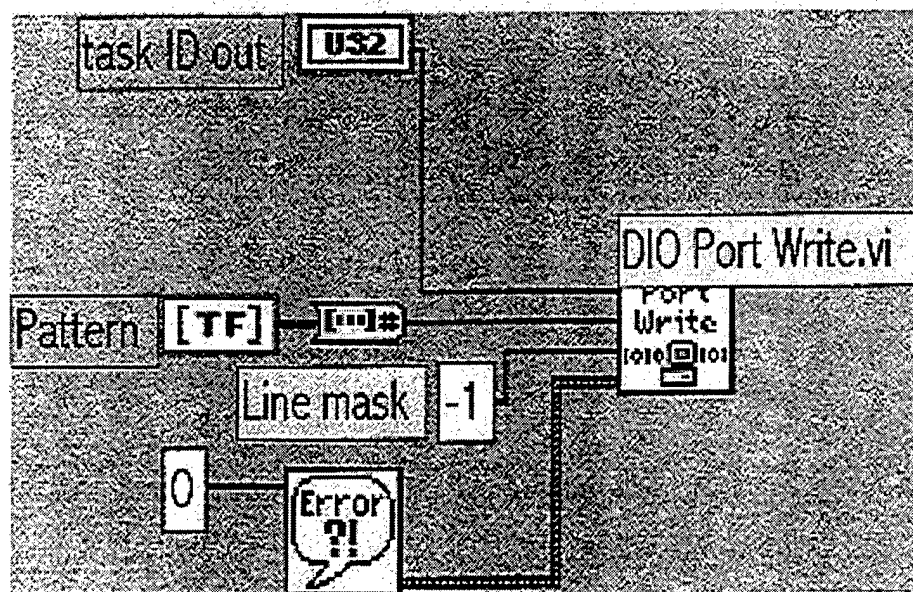 task ID out U32
DIO Port Write.vi
Port
Write
Pattern [TF] [...]#
Line mask -1
0
Error
?!